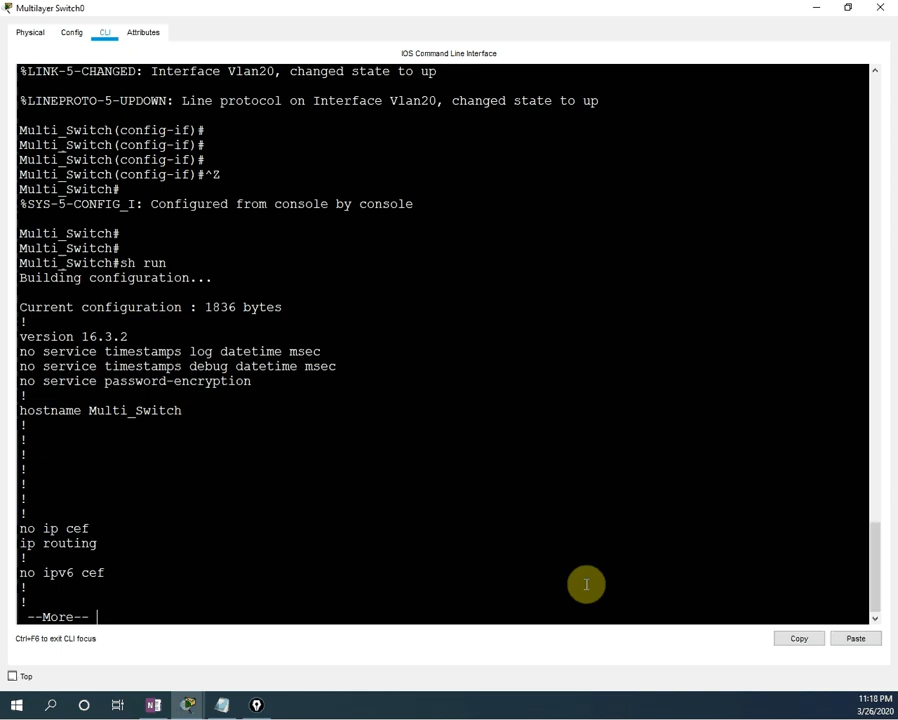 Multilayer Switch0
Physical Config CLI Attributes
IOS Command Line Interface
%LINK-5-CHANGED: Interface Vlan20, changed state to up
%LINEPROTO-5-UPDOWN: Line protocol on Interface Vlan20, changed state to up
Multi_Switch(config-if)#
Multi_Switch(config-if)#
Multi_Switch(config-if)#
Multi_Switch(config-if)#^Z
Multi_Switch#
%SYS-5-CONFIG_I: Configured from console by console
Multi_Switch#
Multi_Switch#
Multi_Switch#sh run
Building configuration...
Current configuration : 1836 bytes
!
version 16.3.2
no service timestamps log datetime msec
no service timestamps debug datetime msec
no service password-encryption
!
hostname Multi_Switch
!
!
!
!
!
!
!
no ip cef
ip routing
!
no ipv6 cef
!
!
--More--
Ctrl+F6 to exit CLI focus
Copy Paste
Top
11:18 PM
3/26/2020